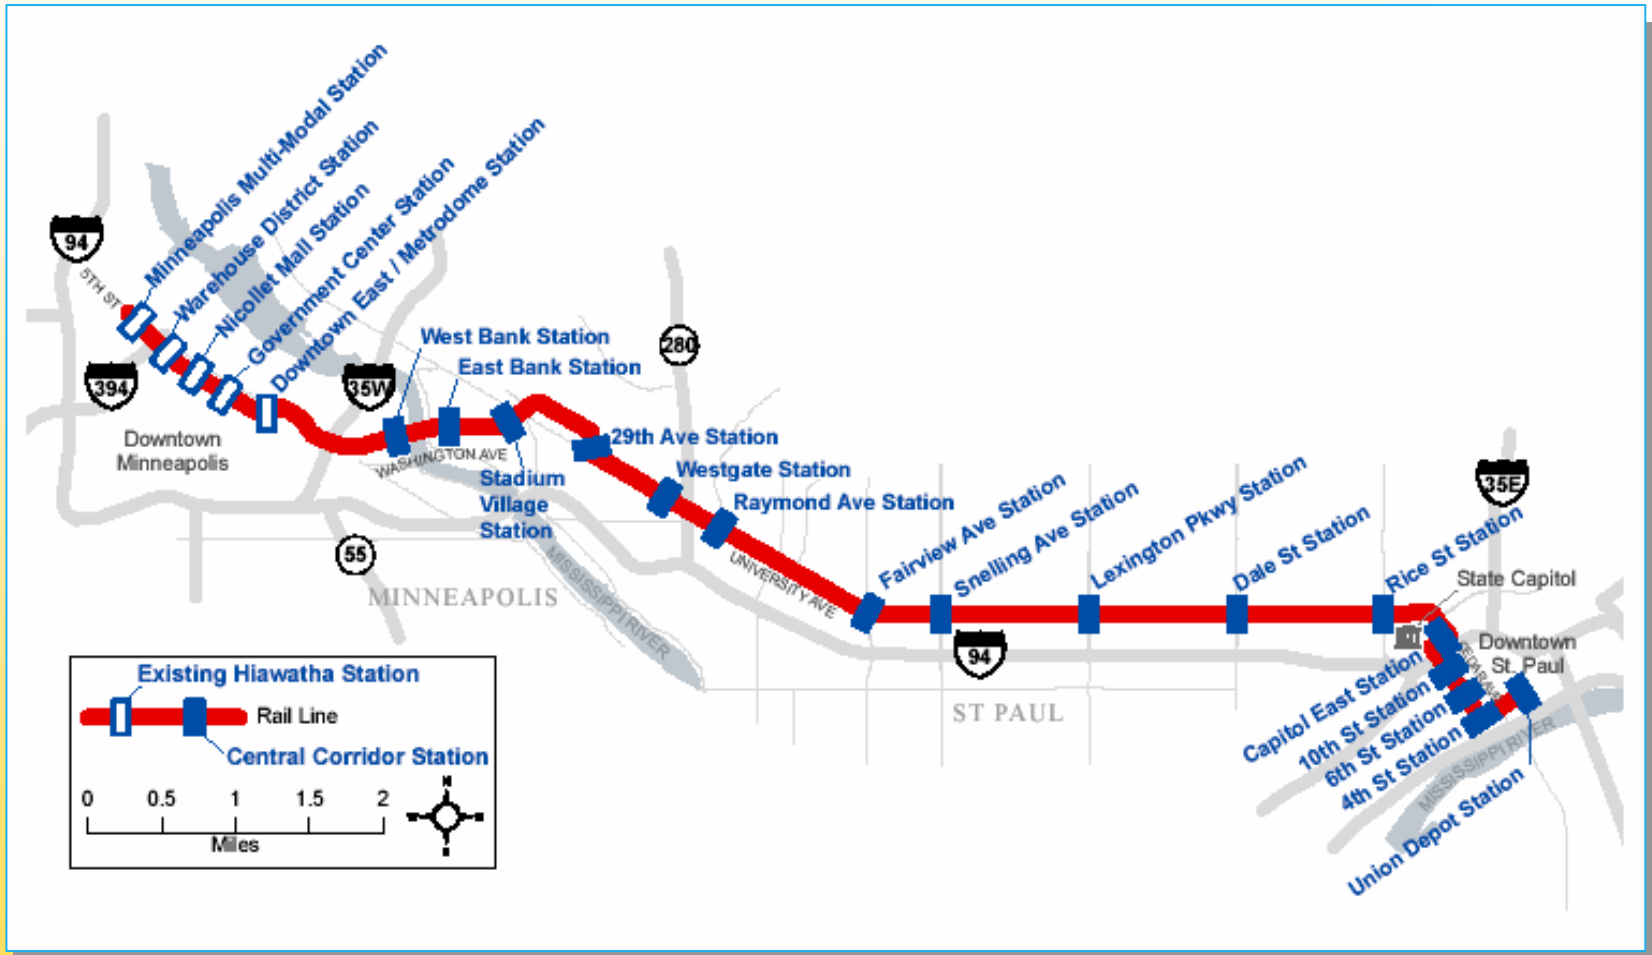 Minneapolis Multi-Modal Station
Warehouse District Station
Nicollet Mall Station
Government Center Station
Downtown East / Metrodome Station
94
5TH ST
394
35W
280
West Bank Station
East Bank Station
Downtown
Minneapolis
WASHINGTON AVE
29th Ave Station
Stadium
Village
Station
Westgate Station
Raymond Ave Station
Fairview Ave Station
Snelling Ave Station
Lexington Pkwy Station
Dale St Station
Rice St Station
35E
55
MINNEAPOLIS
MISSISSIPPI RIVER
UNIVERSITY AVE
State Capitol
94
Downtown
St. Paul
ST PAUL
Capitol East Station
10th St Station
6th St Station
4th St Station
Union Depot Station
MISSISSIPPI RIVER
Existing Hiawatha Station
Rail Line
Central Corridor Station
0 0.5 1 1.5 2
Miles
N